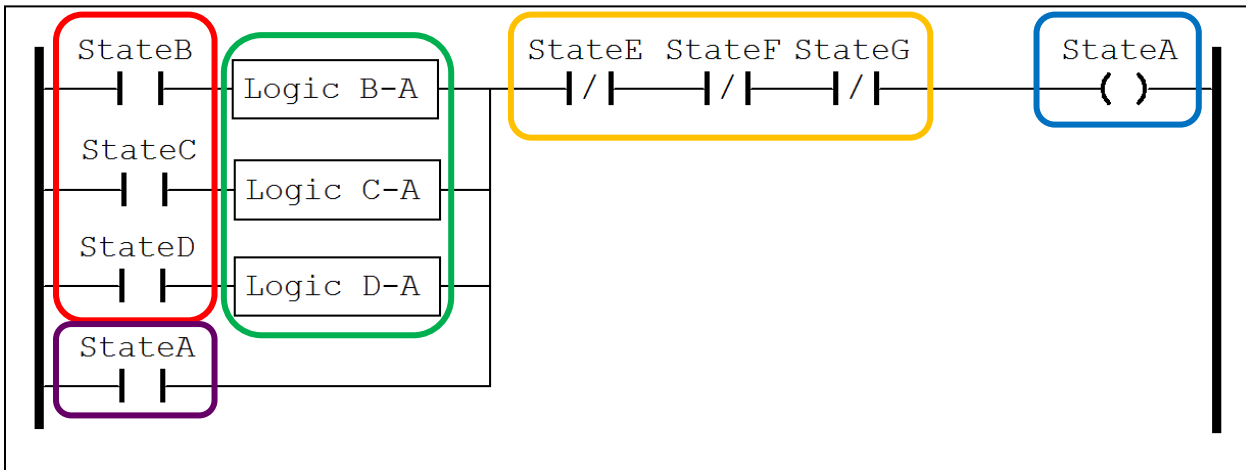 StateB StateE StateF StateG StateA
Logic B-A
StateC
Logic C-A
StateD
Logic D-A
StateA